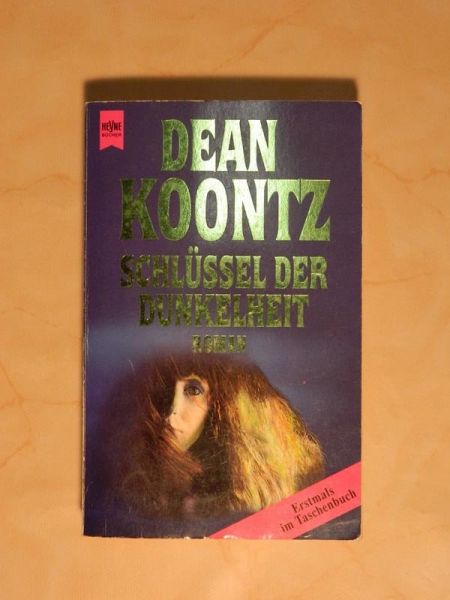 HEYNE
BÜCHER
DEAN
KOONTZ
SCHLÜSSEL DER
DUNKELHEIT
ROMAN
Erstmals
im Taschenbuch